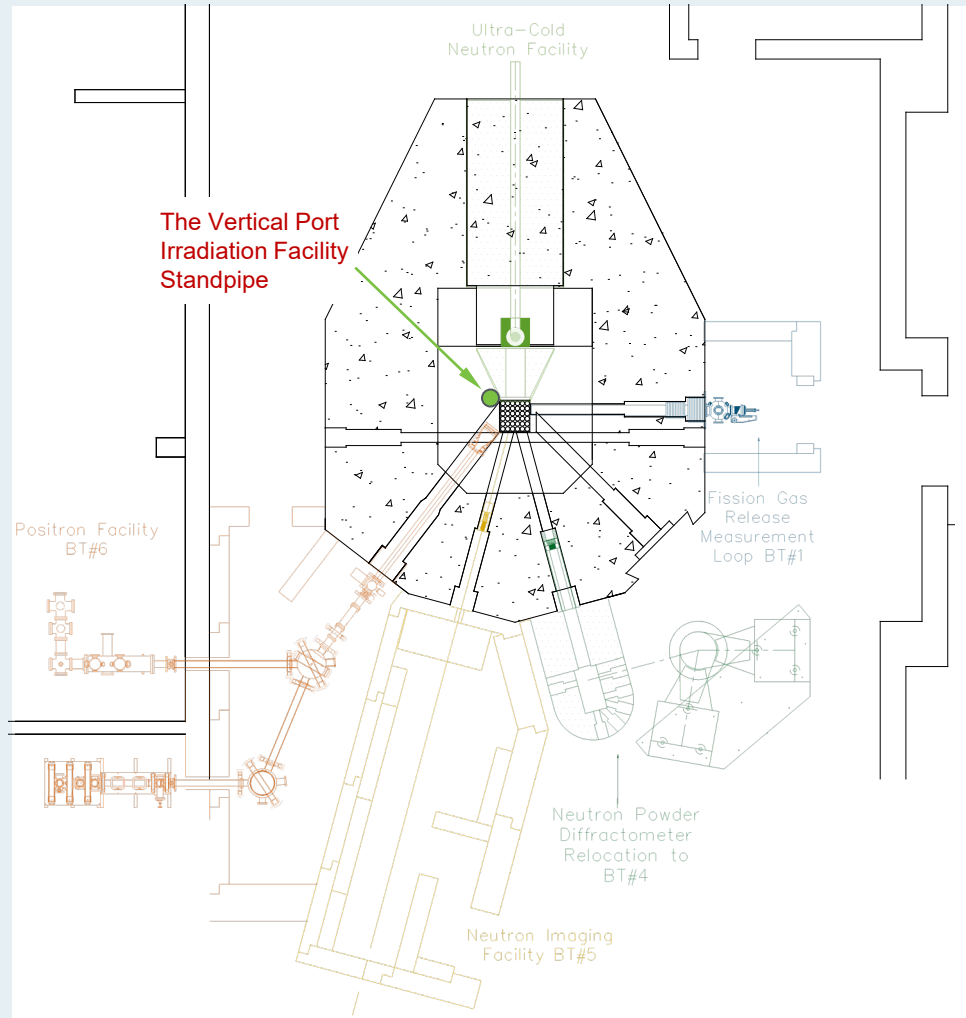 Ultra-Cold
Neutron Facility
The Vertical Port
Irradiation Facility
Standpipe
Positron Facility
BT#6
Fission Gas
Release
Measurement
Loop BT#1
Neutron Powder
Diffractometer
Relocation to
BT#4
Neutron Imaging
Facility BT#5